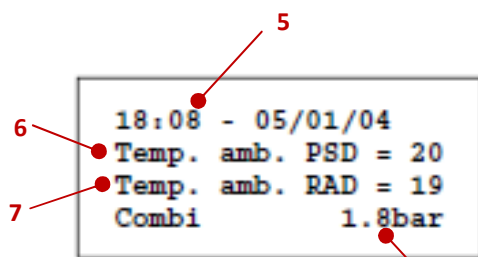 5
18:08 - 05/01/04
6
Temp. amb. PSD = 20
Temp. amb. RAD = 19
7
Combi 1.8bar